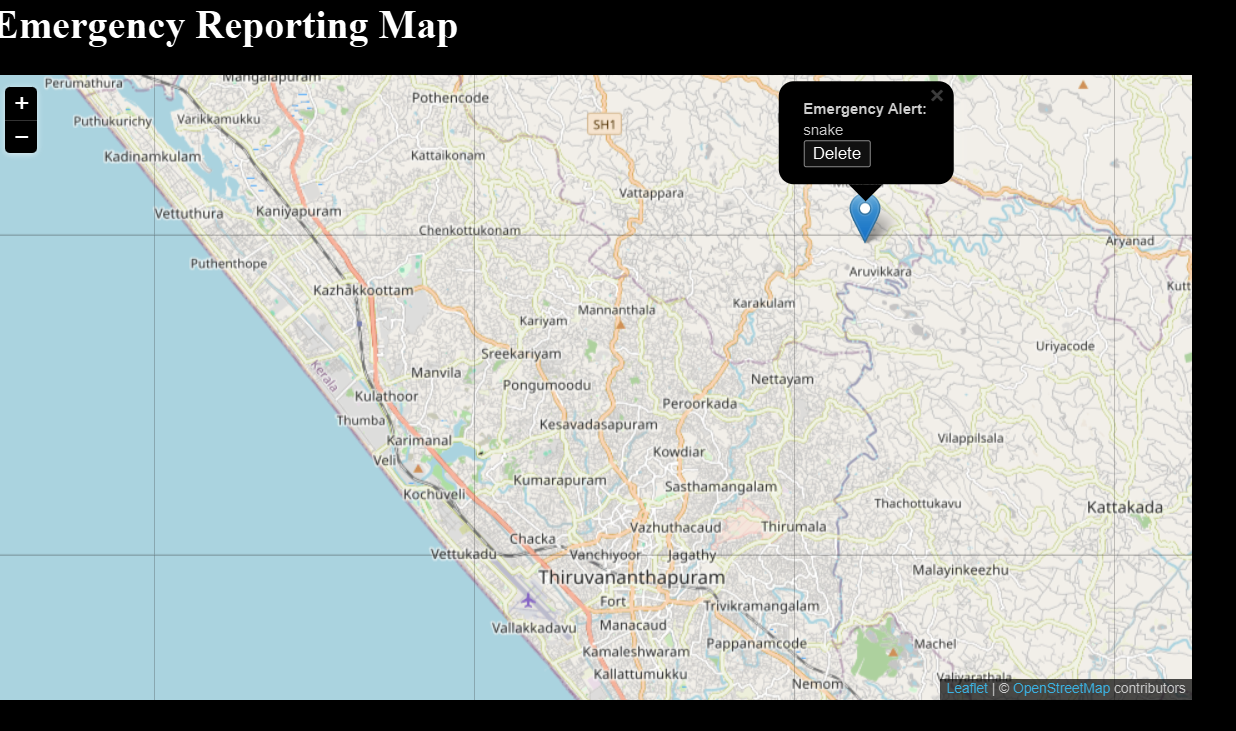 Emergency Reporting Map
Perumathura
Mangalapuram
Pothencode
Puthukurichy
Varikkamukku
SH1
Kadinamkulam
Kattaikonam
Vattappara
Vettuthura
Kaniyapuram
Chenkottukonam
Aryanad
Puthenthope
Aruvikkara
Kazhakkoottam
Kutt
Mannanthala
Karakulam
Kariyam
Sreekariyam
Uriyacode
Kerala
Manvila
Pongumoodu
Nettayam
Kulathoor
Peroorkada
Thumba
Kesavadasapuram
Karimanal
Vilappilsala
Veli
Kowdiar
Kumarapuram
Sasthamangalam
Kochuveli
Thachottukavu
Kattakada
Vazhuthacaud
Thirumala
Chacka
Vettukadu
Vanchiyoor
Jagathy
Malayinkeezhu
Thiruvananthapuram
Fort
Trivikramangalam
Vallakkadavu
Manacaud
Pappanamcode
Machel
Kamaleshwaram
Kallattumukku
Nemom
Valiyarathala
+
−
Emergency Alert:
×
snake
Delete
Leaflet | © OpenStreetMap contributors